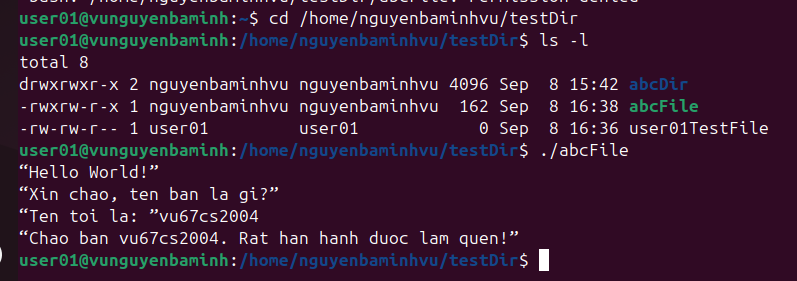 user01@vunguyenbaminh:~$ cd /home/nguyenbaminhvu/testDir
user01@vunguyenbaminh:/home/nguyenbaminhvu/testDir$ ls -l
total 8
drwxrwxr-x 2 nguyenbaminhvu nguyenbaminhvu 4096 Sep  8 15:42 abcDir
-rwxrw-r-x 1 nguyenbaminhvu nguyenbaminhvu  162 Sep  8 16:38 abcFile
-rw-rw-r-- 1 user01         user01            0 Sep  8 16:36 user01TestFile
user01@vunguyenbaminh:/home/nguyenbaminhvu/testDir$ ./abcFile
“Hello World!”
“Xin chao, ten ban la gi?”
“Ten toi la: ”vu67cs2004
“Chao ban vu67cs2004. Rat han hanh duoc lam quen!”
user01@vunguyenbaminh:/home/nguyenbaminhvu/testDir$